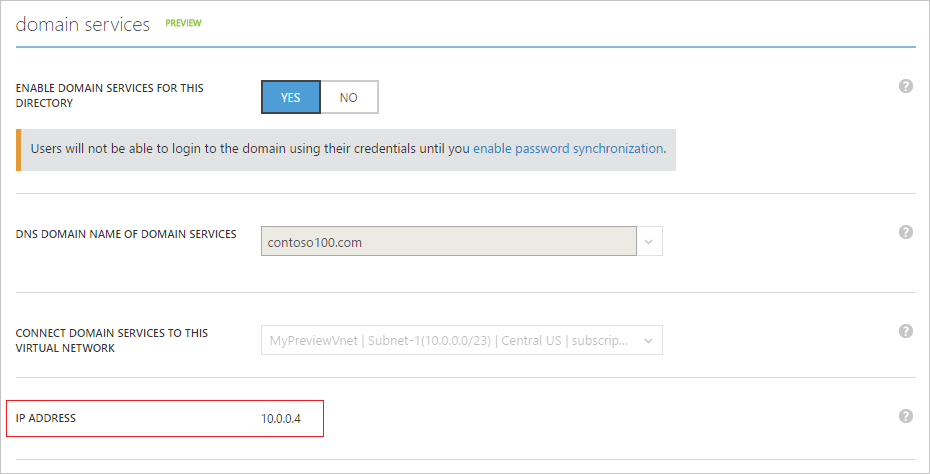 domain services PREVIEW
ENABLE DOMAIN SERVICES FOR THIS
DIRECTORY
YES NO
?
Users will not be able to login to the domain using their credentials until you enable password synchronization.
DNS DOMAIN NAME OF DOMAIN SERVICES
contoso100.com
?
CONNECT DOMAIN SERVICES TO THIS
VIRTUAL NETWORK
MyPreviewVnet | Subnet-1(10.0.0.0/23) | Central US | subscrip...
?
IP ADDRESS 10.0.0.4 ?